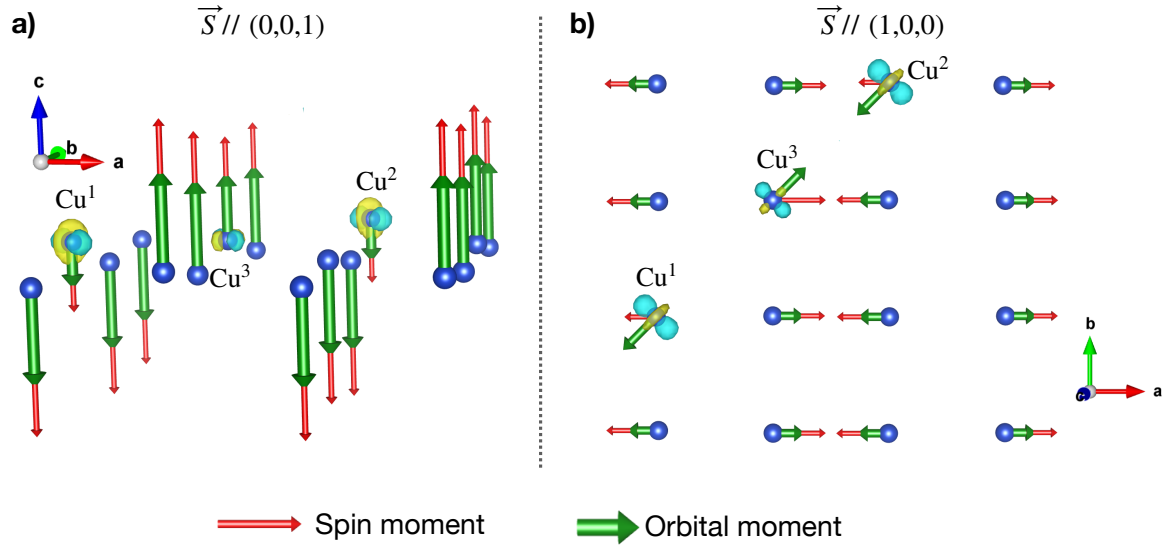 a)
S // (0,0,1)
c
b
a
Cu¹
Cu²
Cu³
b)
S // (1,0,0)
Cu²
Cu³
Cu¹
b
a
c
Spin moment
Orbital moment